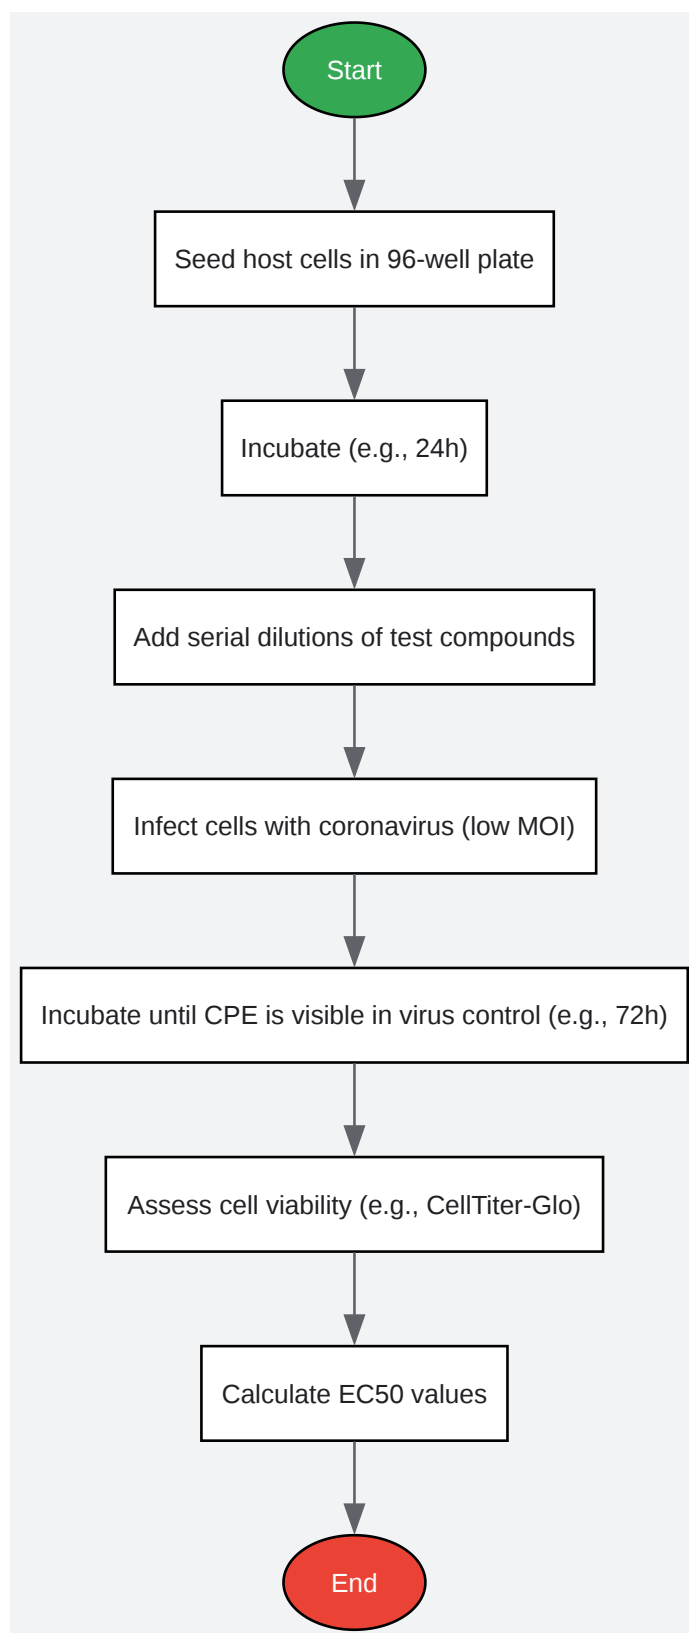 Start
Seed host cells in 96-well plate
Incubate (e.g., 24h)
Add serial dilutions of test compounds
Infect cells with coronavirus (low MOI)
Incubate until CPE is visible in virus control (e.g., 72h)
Assess cell viability (e.g., CellTiter-Glo)
Calculate EC50 values
End